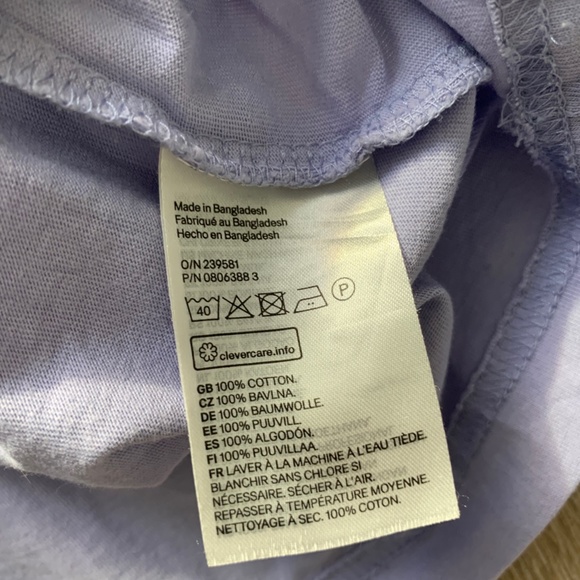 Made in Bangladesh
Fabriqué au Bangladesh
Hecho en Bangladesh
O/N 239581
P/N 0806388 3
40 P
clevercare.info
GB 100% COTTON.
CZ 100% BAVLNA.
DE 100% BAUMWOLLE.
EE 100% PUUVILL.
ES 100% ALGODÓN.
FI 100% PUUVILLAA.
FR LAVER À LA MACHINE À L'EAU TIÈDE.
BLANCHIR SANS CHLORE SI
NÉCESSAIRE. SÉCHER À L'AIR.
REPASSER À TEMPÉRATURE MOYENNE.
NETTOYAGE À SEC. 100% COTON.